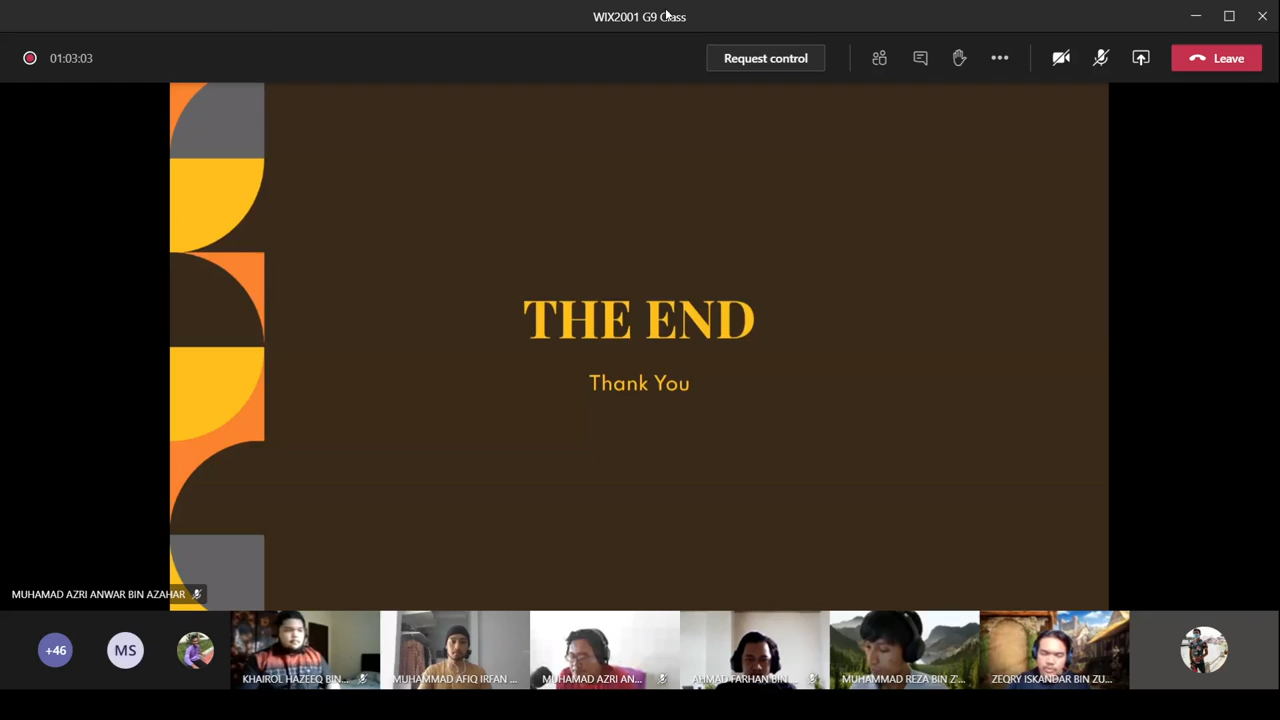 WIX2001 G9 Class
01:03:03
Request control
Leave
THE END
Thank You
MUHAMAD AZRI ANWAR BIN AZAHAR
+46
MS
KHAIROL HAZEEQ BIN...
MUHAMMAD AFIQ IRFAN ...
MUHAMAD AZRI AN...
AHMAD FARHAN BIN ...
MUHAMMAD REZA BIN Z'...
ZEQRY ISKANDAR BIN ZU...